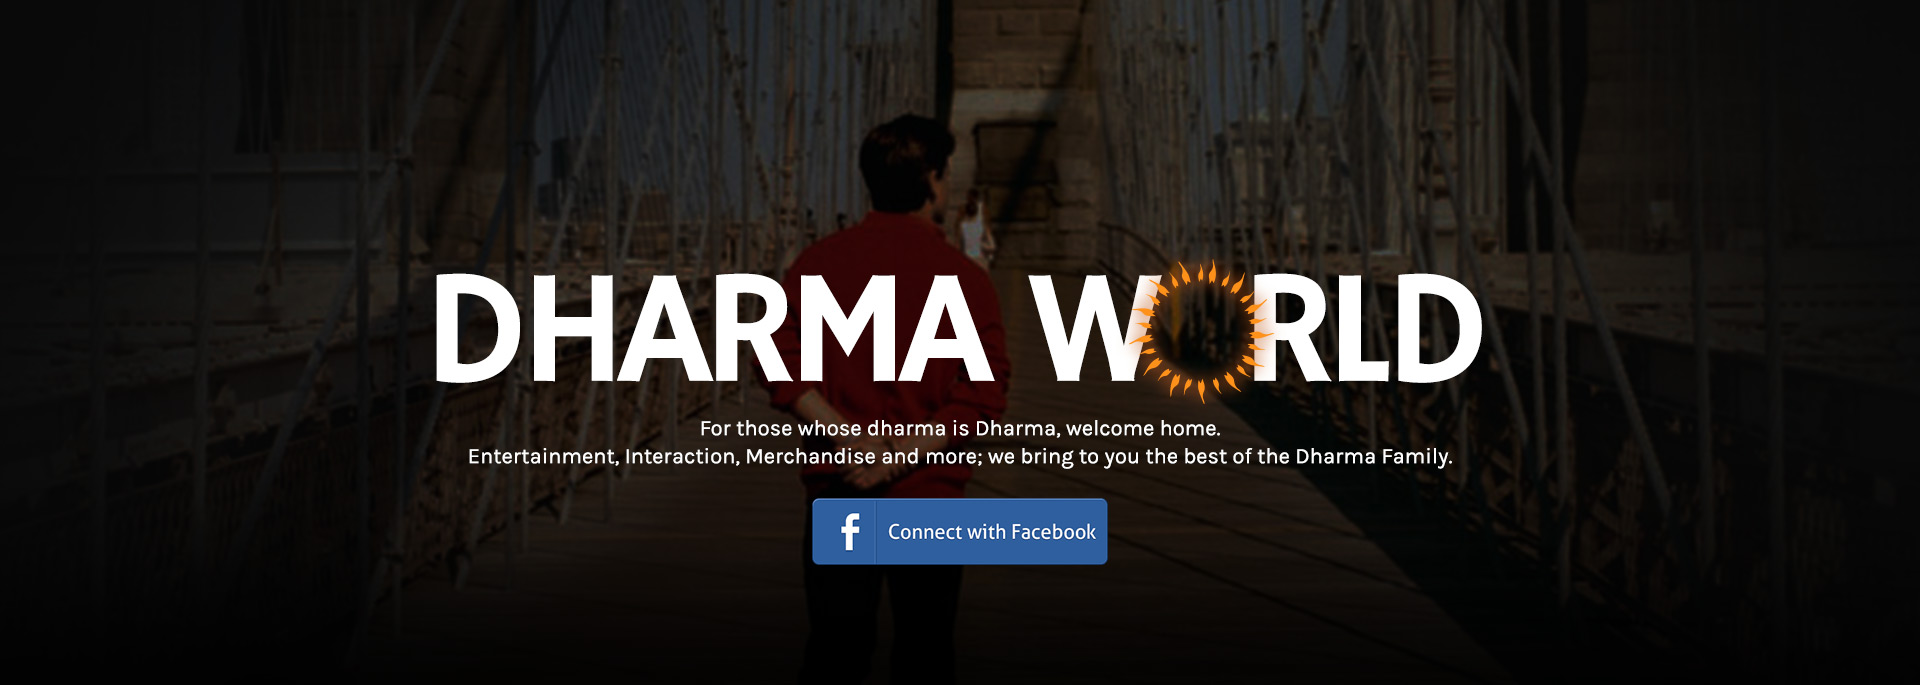 DHARMA WORLD
For those whose dharma is Dharma, welcome home.
Entertainment, Interaction, Merchandise and more; we bring to you the best of the Dharma Family.
f Connect with Facebook